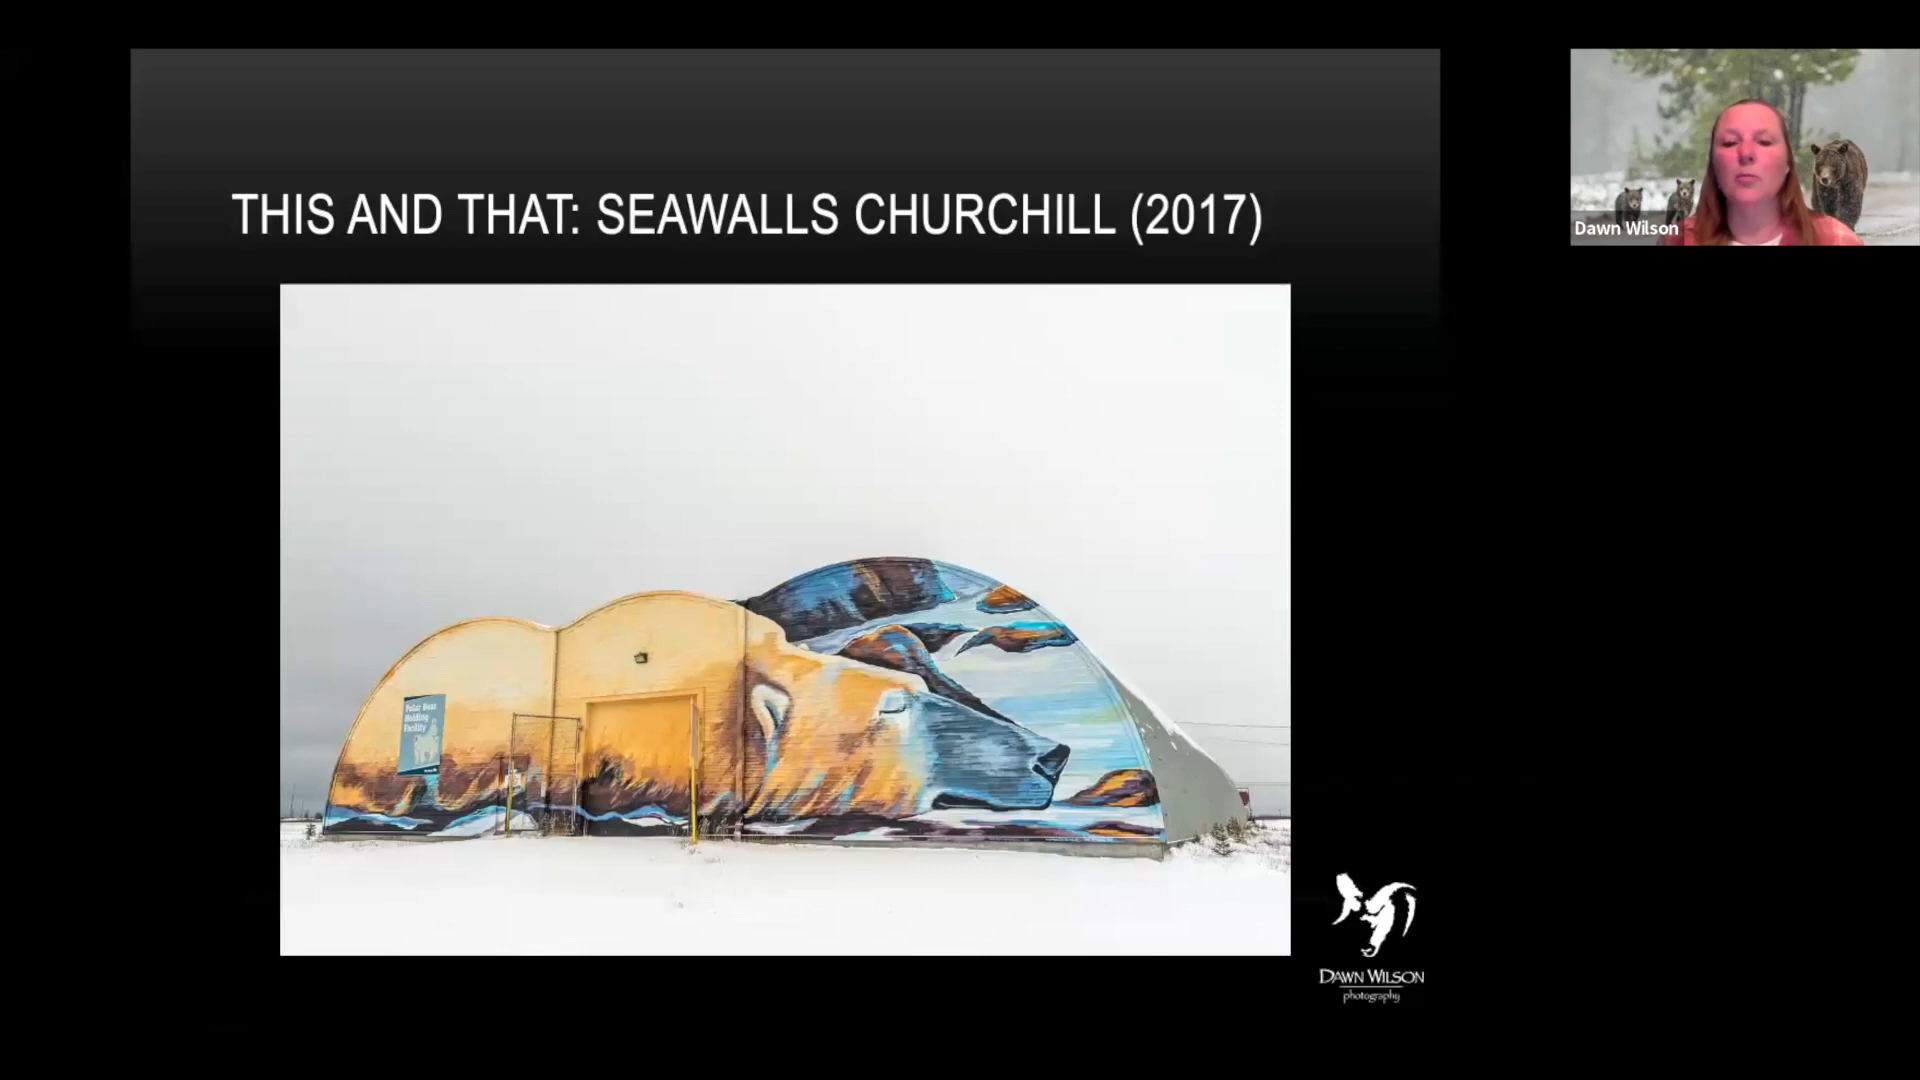 THIS AND THAT: SEAWALLS CHURCHILL (2017)
Dawn Wilson
Polar Bear
Holding
Facility
DAWN WILSON
photography